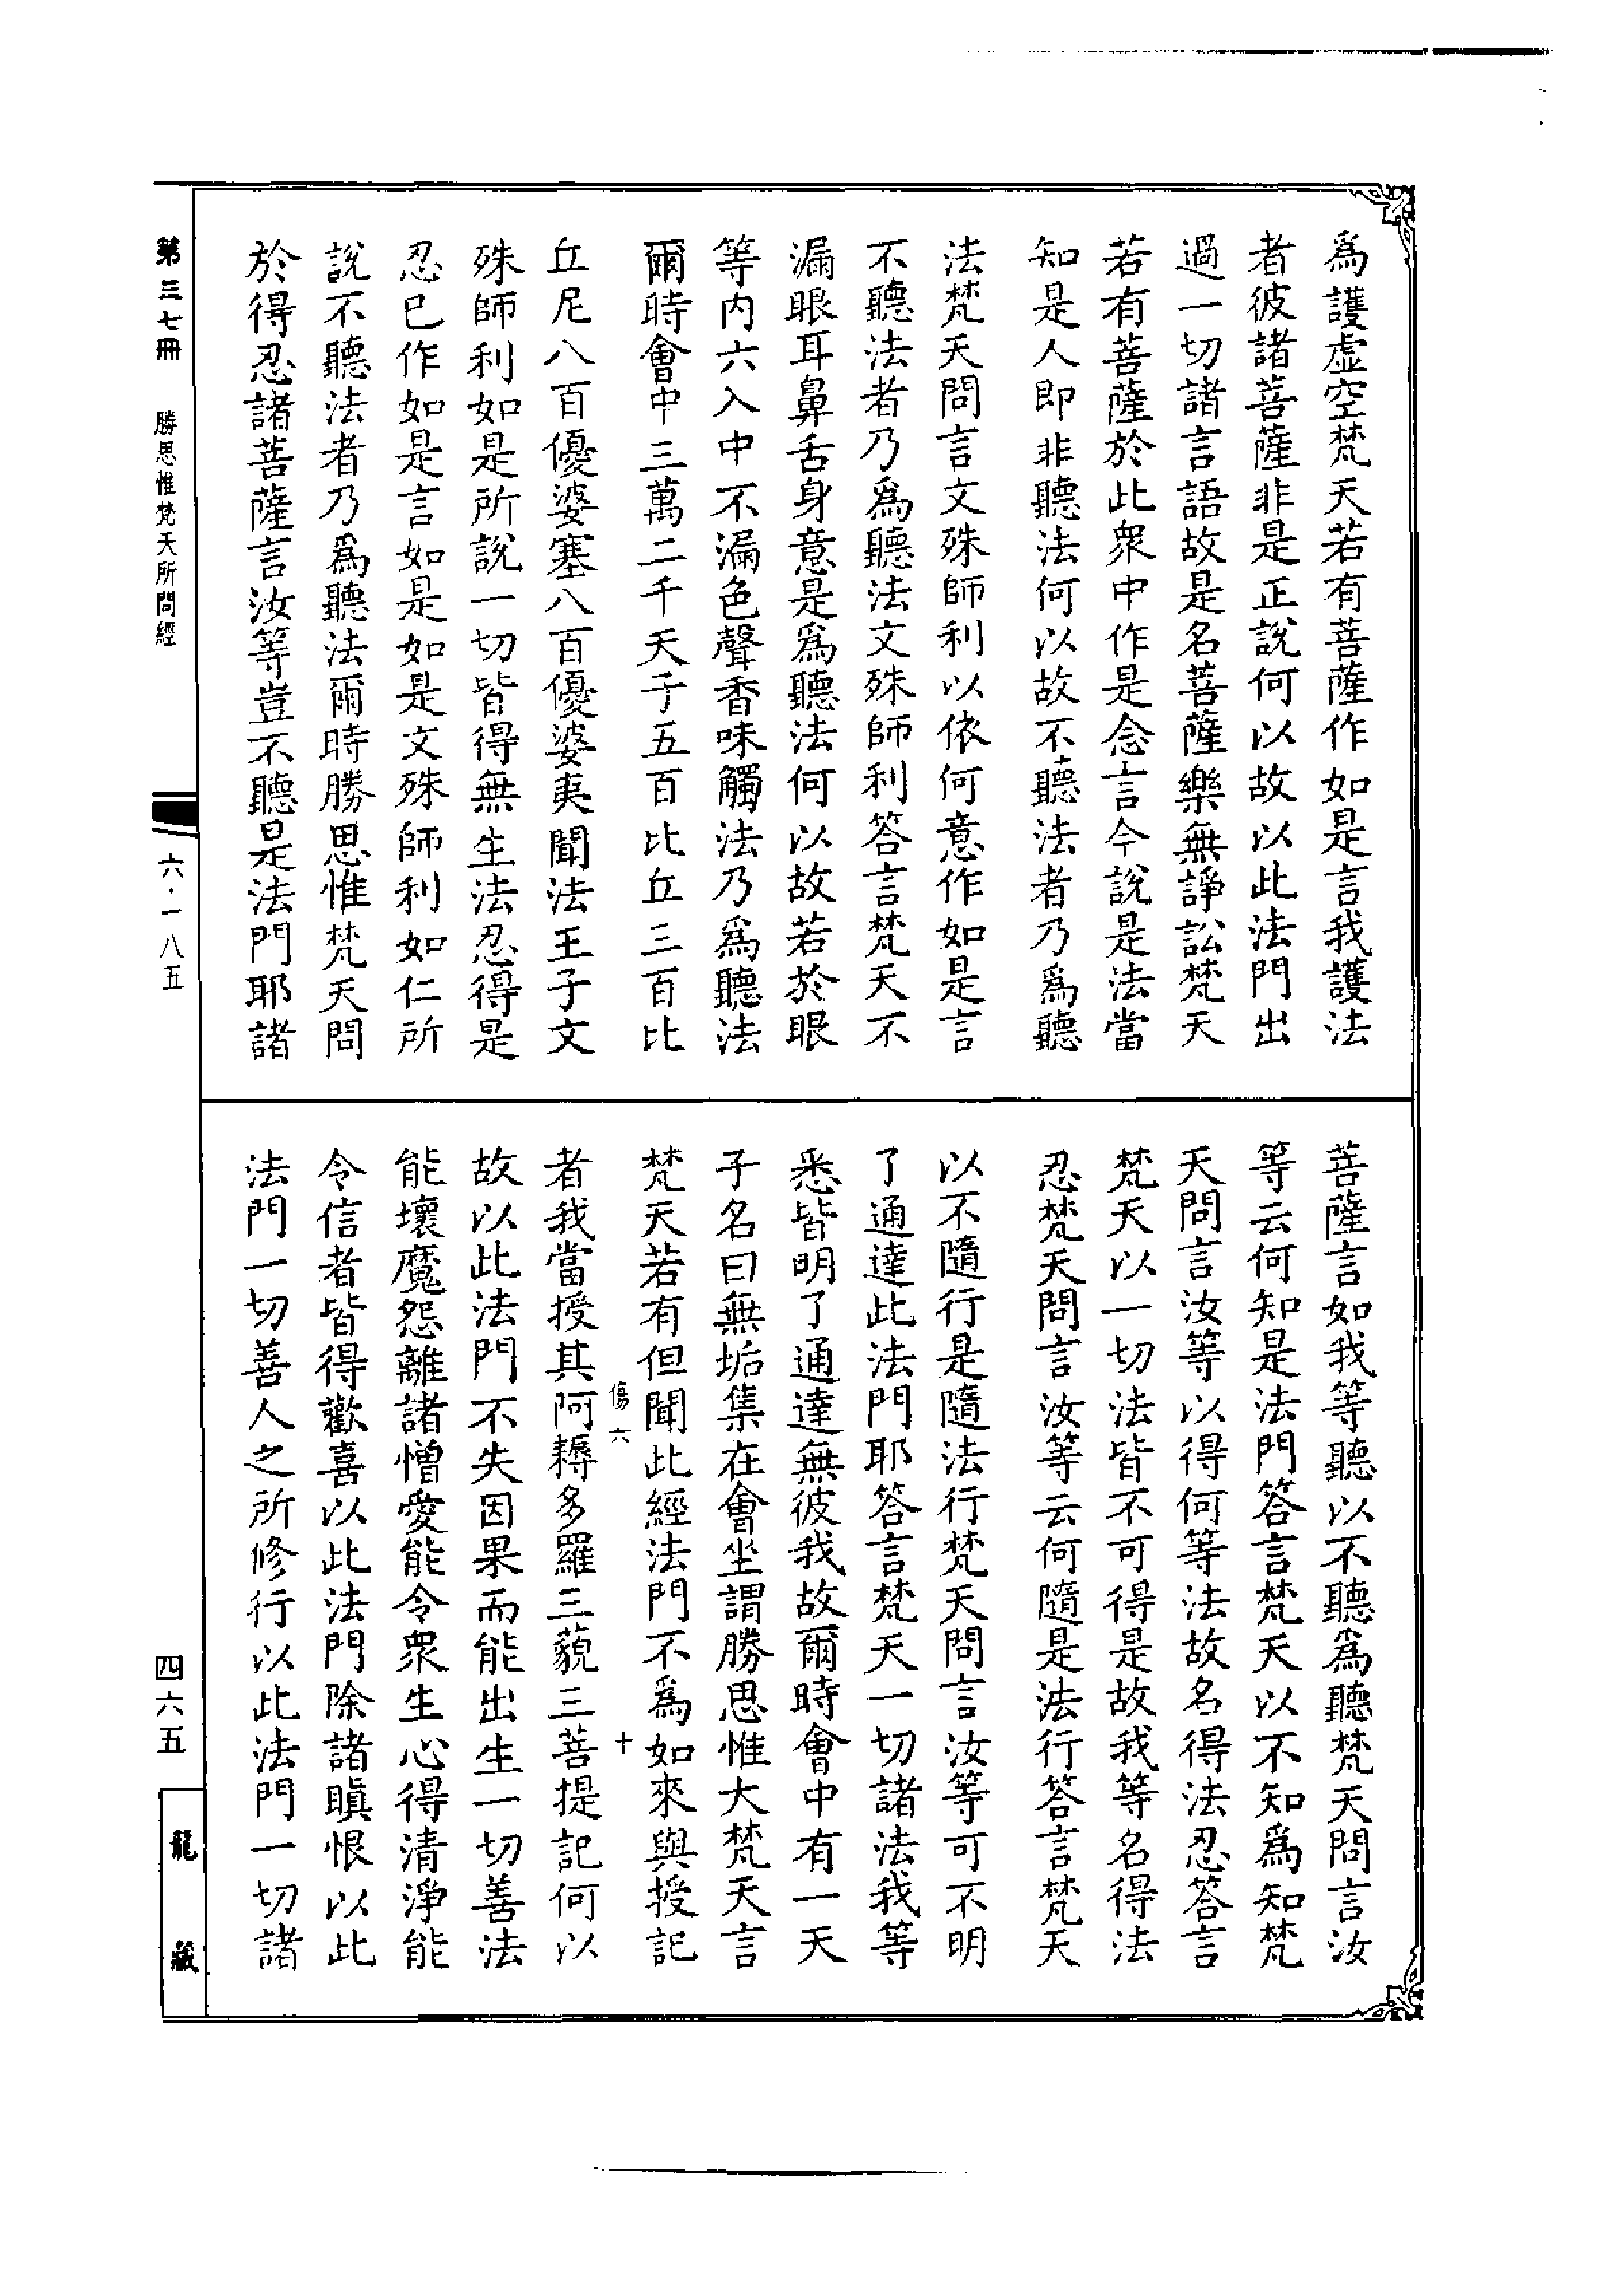 爲護虛空梵天若有菩薩作如是言我護法
者彼諸菩薩非是正說何以故以此法門出
過一切諸言語故是名菩薩樂無諍訟梵天
若有菩薩於此衆中作是念言今說是法當
知是人即非聽法何以故不聽法者乃爲聽
法梵天問言文殊師利以依何意作如是言
不聽法者乃爲聽法文殊師利答言梵天不
漏眼耳鼻舌身意是爲聽法何以故若於眼
等內六入中不漏色聲香味觸法乃爲聽法
爾時會中三萬二千天子五百比丘三百比
丘尼八百優婆塞八百優婆夷聞法王子文
殊師利如是所說一切皆得無生法忍得是
忍已作如是言如是如是文殊師利如仁所
說不聽法者乃爲聽法爾時勝思惟梵天問
於得忍諸菩薩言汝等豈不聽是法門耶諸
菩薩言如我等聽以不聽爲聽梵天問言汝
等云何知是法門答言梵天以不知爲知梵
天問言汝等以得何等法故名得法忍答言
梵天以一切法皆不可得是故我等名得法
忍梵天問言汝等云何隨是法行答言梵天
以不隨行是隨法行梵天問言汝等可不明
了通達此法門耶答言梵天一切諸法我等
悉皆明了通達無彼我故爾時會中有一天
子名曰無垢集在會坐謂勝思惟大梵天言
梵天若有但聞此經法門不爲如來與授記
傷六 十
者我當授其阿耨多羅三藐三菩提記何以
故以此法門不失因果而能出生一切善法
能壞魔怨離諸憎愛能令衆生心得清淨能
令信者皆得歡喜以此法門除諸瞋恨以此
法門一切善人之所修行以此法門一切諸
第三七冊 勝思惟梵天所問經 六·一八五 四六五 龍藏